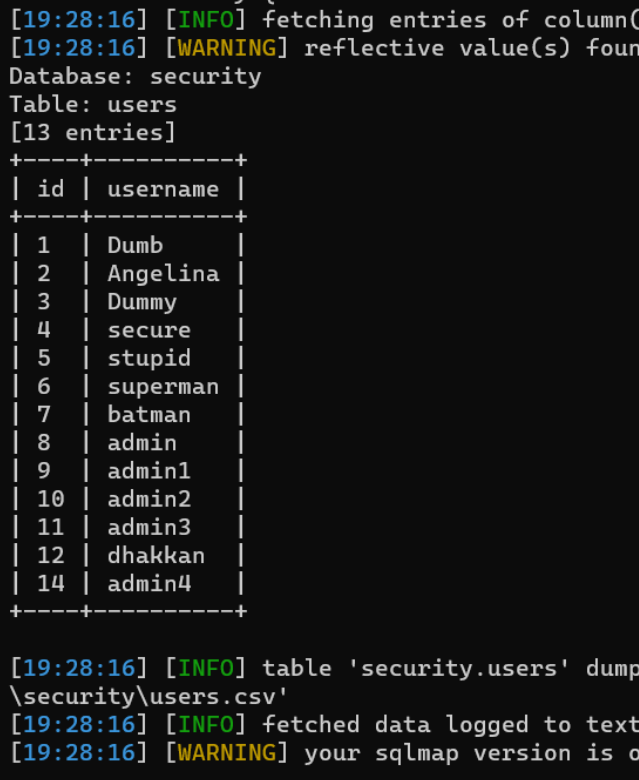 [19:28:16] [INFO] fetching entries of column(
[19:28:16] [WARNING] reflective value(s) foun
Database: security
Table: users
[13 entries]
+----+----------+
| id | username |
+----+----------+
| 1  | Dumb     |
| 2  | Angelina |
| 3  | Dummy    |
| 4  | secure   |
| 5  | stupid   |
| 6  | superman |
| 7  | batman   |
| 8  | admin    |
| 9  | admin1   |
| 10 | admin2   |
| 11 | admin3   |
| 12 | dhakkan  |
| 14 | admin4   |
+----+----------+
[19:28:16] [INFO] table 'security.users' dump
\security\users.csv'
[19:28:16] [INFO] fetched data logged to text
[19:28:16] [WARNING] your sqlmap version is o